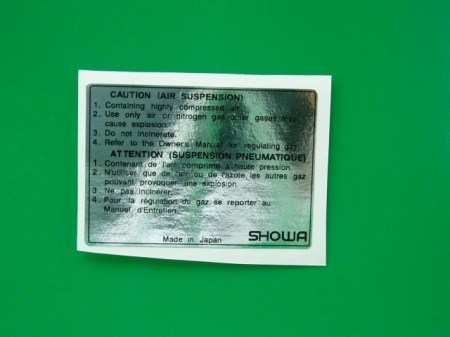 CAUTION (AIR SUSPENSION)
1. Containing highly compressed air.
2. Use only air or nitrogen gas, other gases may
cause explosion.
3. Do not incinerate.
4. Refer to the Owner's Manual for regulating gas.
ATTENTION (SUSPENSION PNEUMATIQUE)
1. Contenant de l'air comprimé à haute pression.
2. N'utiliser que de l'air ou de l'azote, les autres gaz
pouvant provoquer une explosion.
3. Ne pas incinérer.
4. Pour la régulation du gaz se reporter au
Manuel d'Entretien.
Made in Japan
SHOWA